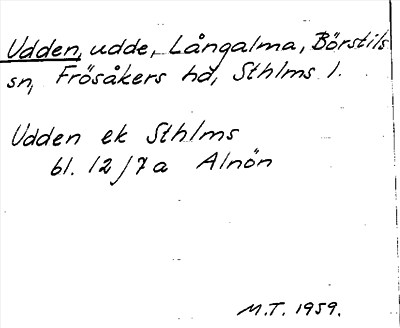 Udden, udde, Långalma, Börstils
sn, Frösåkers hd, Sthlms l.
Udden ek Sthlms
bl. 12/7a Alnön
M.T. 1959.